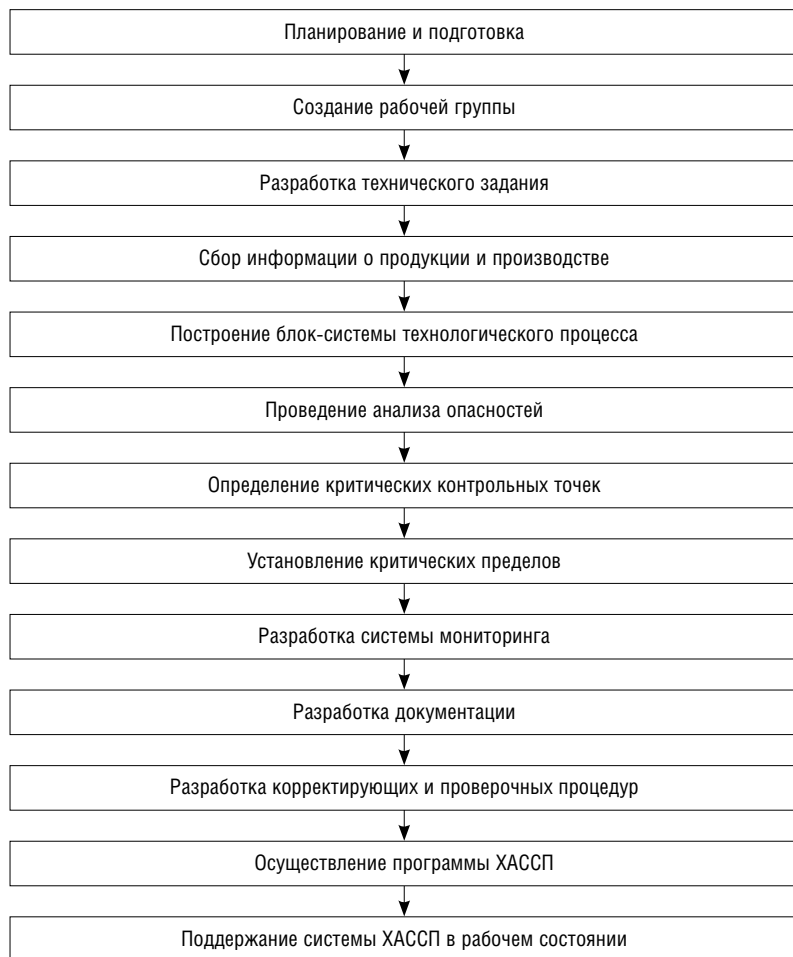 Планирование и подготовка
Создание рабочей группы
Разработка технического задания
Сбор информации о продукции и производстве
Построение блок-системы технологического процесса
Проведение анализа опасностей
Определение критических контрольных точек
Установление критических пределов
Разработка системы мониторинга
Разработка документации
Разработка корректирующих и проверочных процедур
Осуществление программы ХАССП
Поддержание системы ХАССП в рабочем состоянии